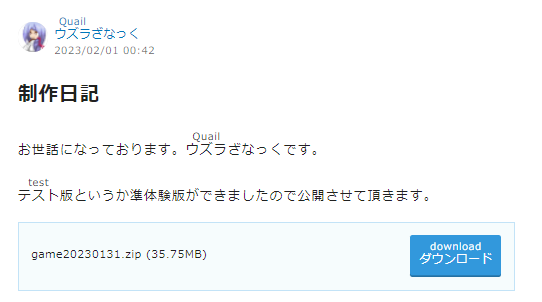 Quail
ウズラざなっく
2023/02/01 00:42
制作日記
Quail
お世話になっております。ウズラざなっくです。
test
テスト版というか準体験版ができましたので公開させて頂きます。
game20230131.zip (35.75MB)
download
ダウンロード